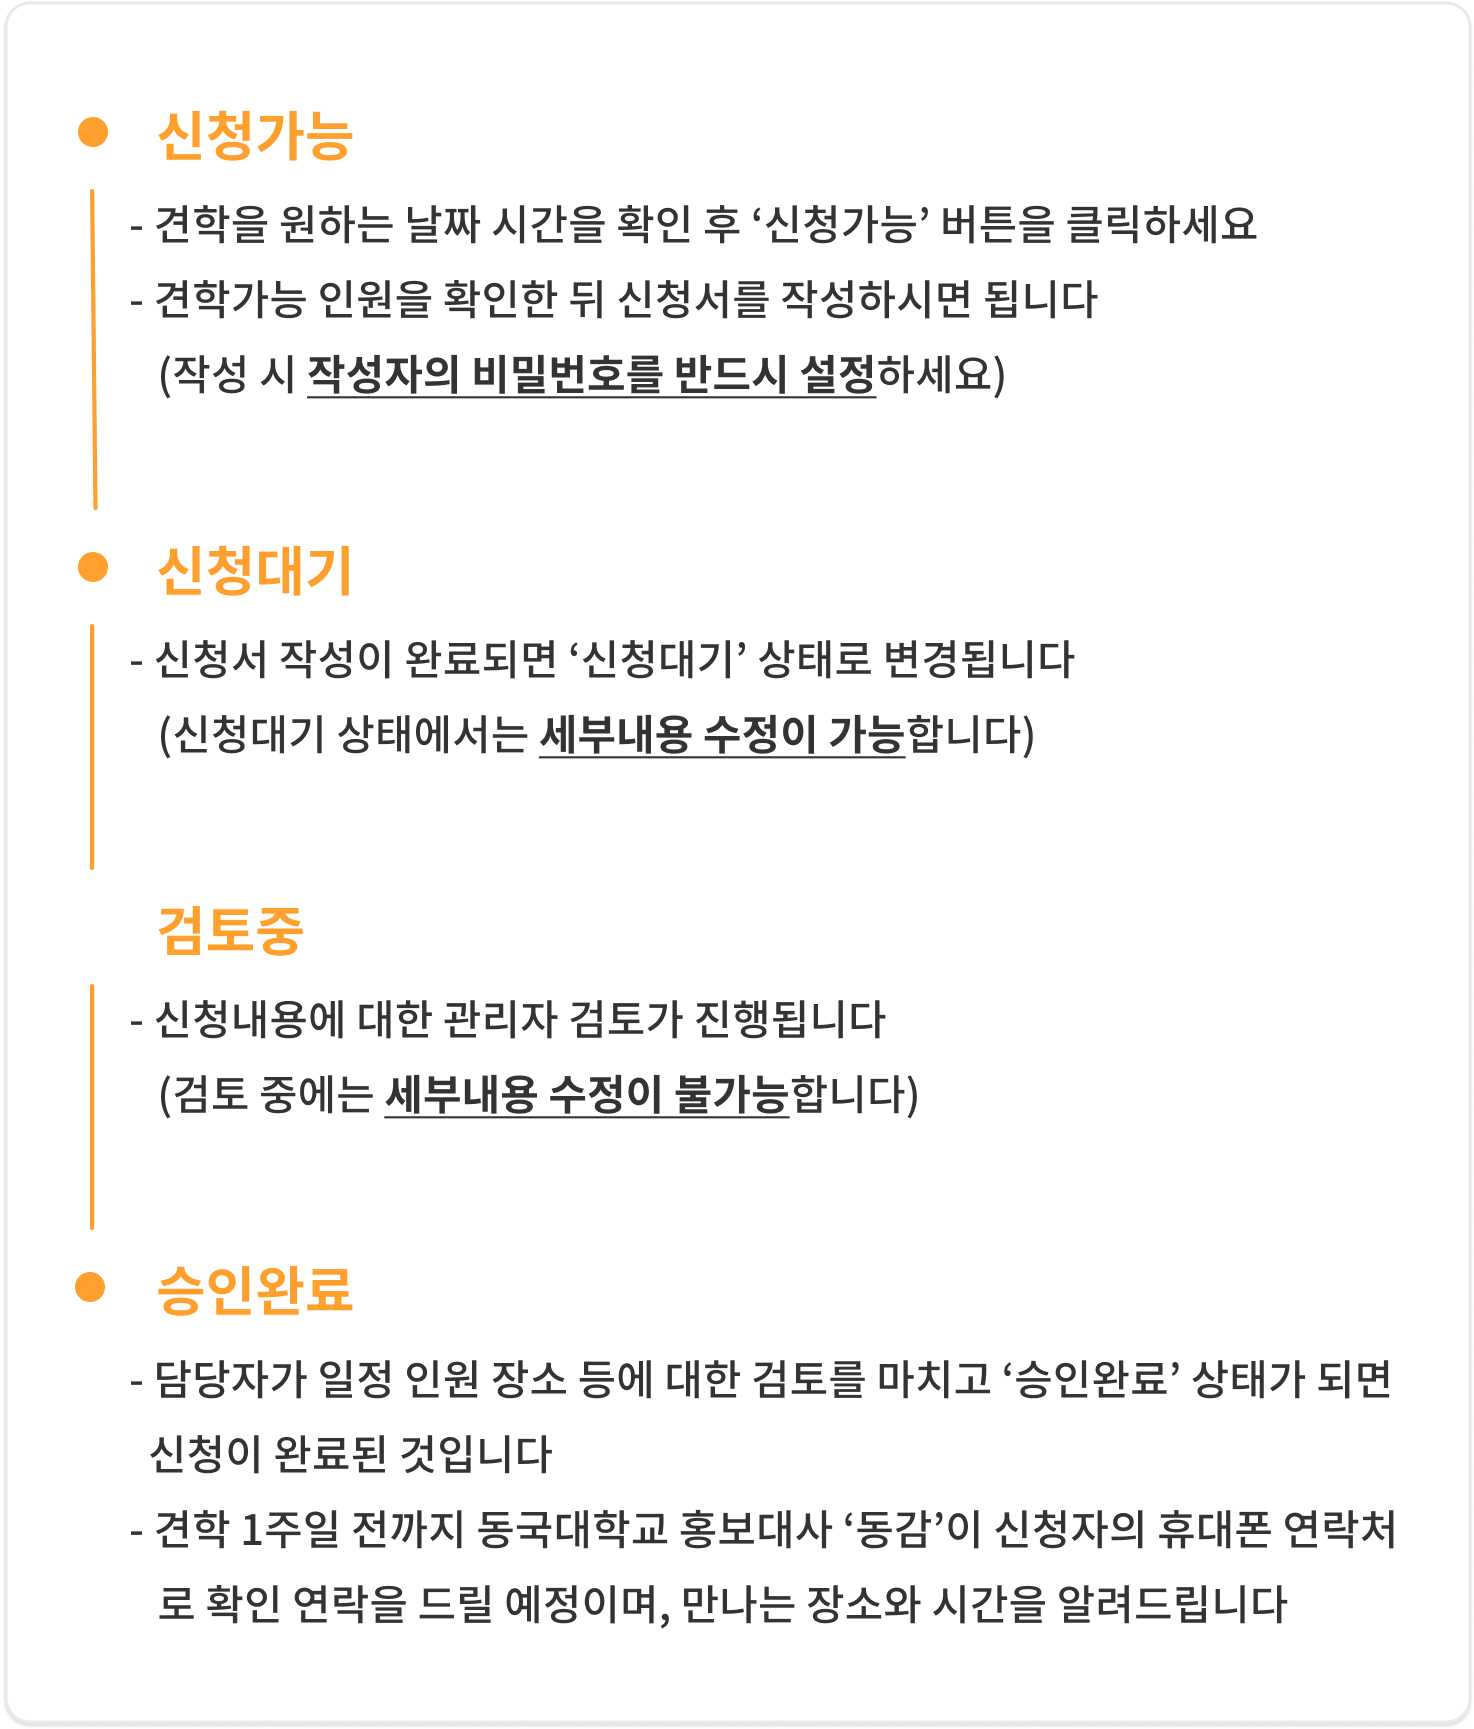 신청가능
- 견학을 원하는 날짜 시간을 확인 후 ‘신청가능’ 버튼을 클릭하세요
- 견학가능 인원을 확인한 뒤 신청서를 작성하시면 됩니다
(작성 시 작성자의 비밀번호를 반드시 설정하세요)
신청대기
- 신청서 작성이 완료되면 ‘신청대기’ 상태로 변경됩니다
(신청대기 상태에서는 세부내용 수정이 가능합니다)
검토중
- 신청내용에 대한 관리자 검토가 진행됩니다
(검토 중에는 세부내용 수정이 불가능합니다)
승인완료
- 담당자가 일정 인원 장소 등에 대한 검토를 마치고 ‘승인완료’ 상태가 되면
신청이 완료된 것입니다
- 견학 1주일 전까지 동국대학교 홍보대사 ‘동감’이 신청자의 휴대폰 연락처
로 확인 연락을 드릴 예정이며, 만나는 장소와 시간을 알려드립니다